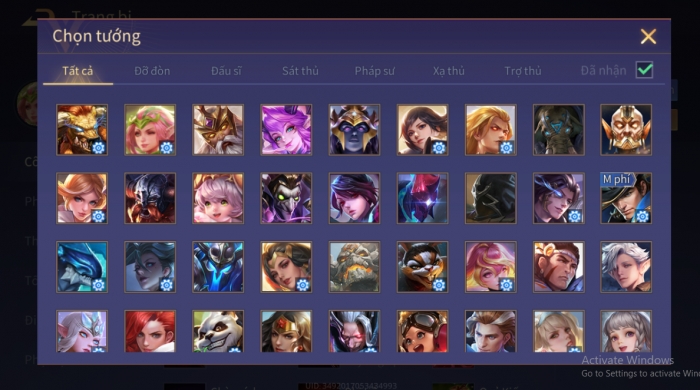 Trang bị
Chọn tướng
Tất cả Đỡ đòn Đấu sĩ Sát thủ Pháp sư Xạ thủ Trợ thủ Đã nhận
M phí
Activate Windows
Go to Settings to activate Win